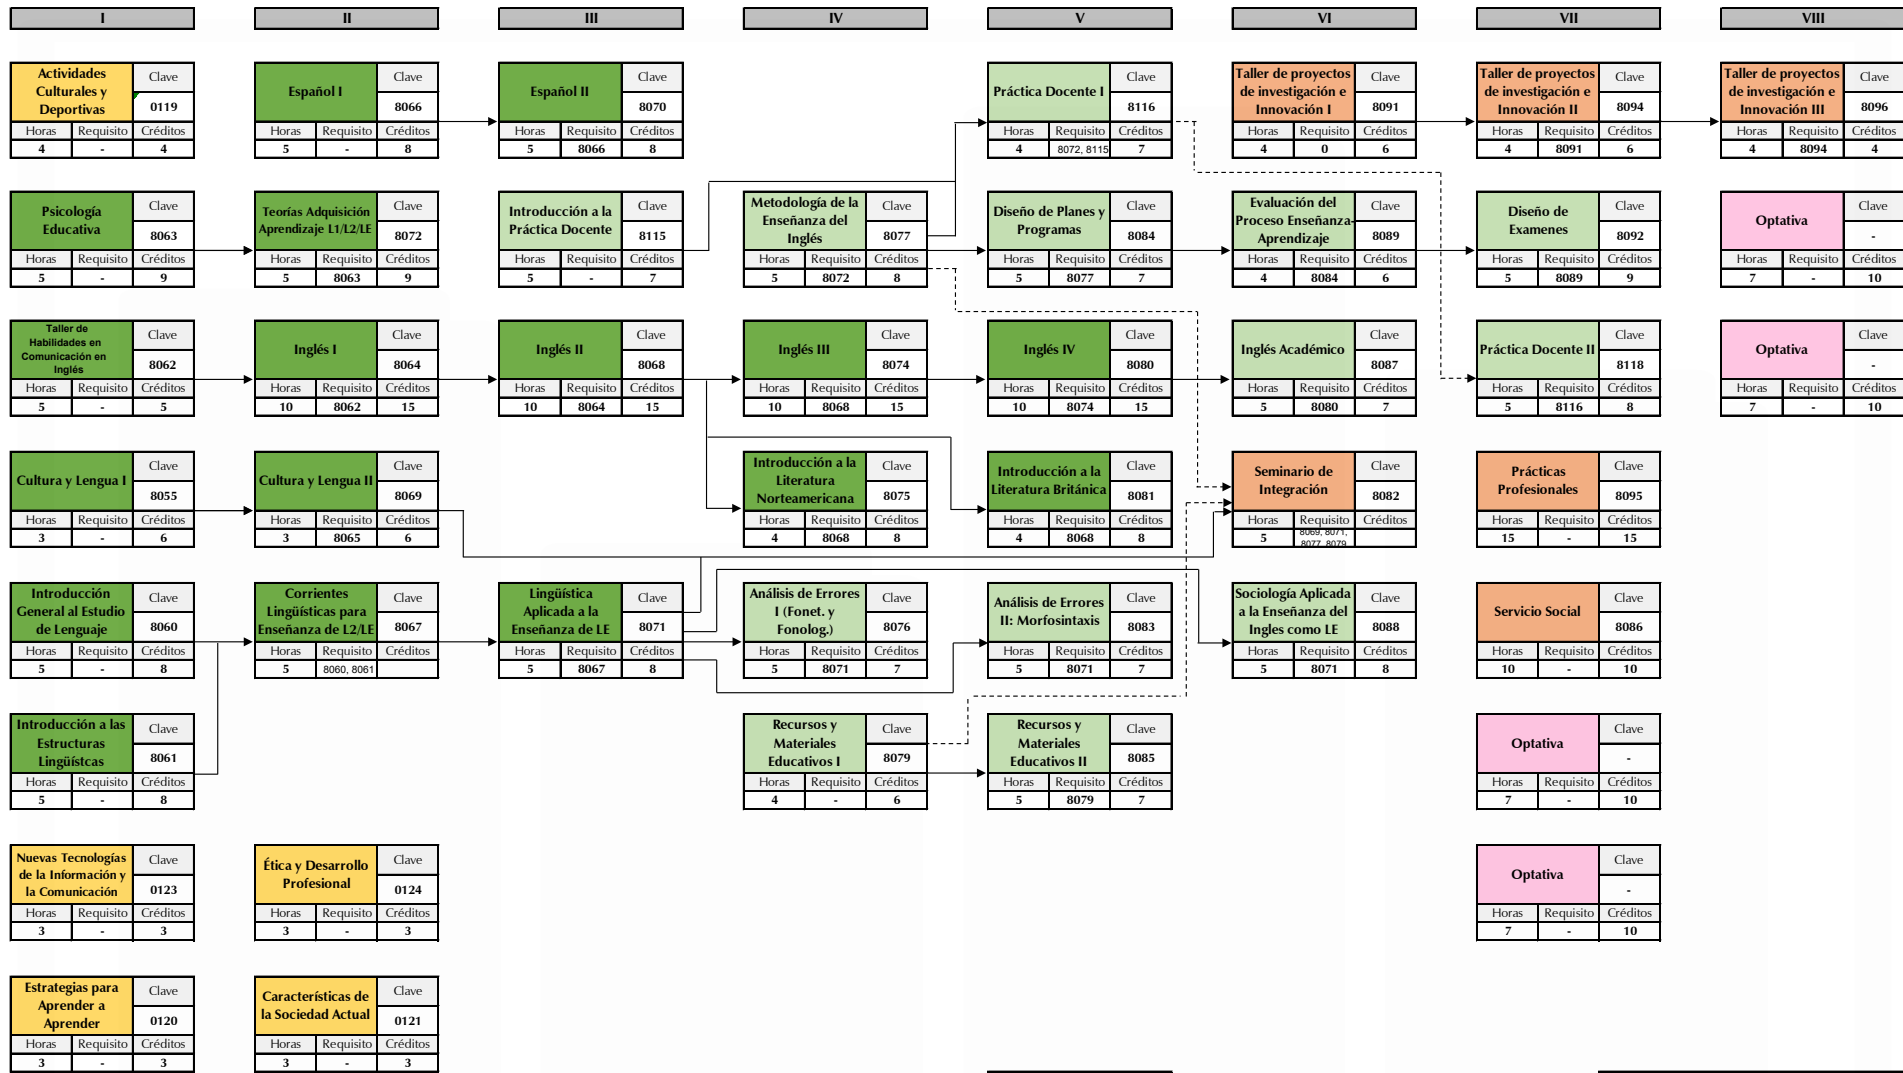 I
II
III
IV
V
VI
VII
VIII
Actividades
Culturales y
Deportivas
Clave
0119
Horas Requisito Créditos
4 - 4
Español I
Clave
8066
Horas Requisito Créditos
5 - 8
Español II
Clave
8070
Horas Requisito Créditos
5 8066 8
Práctica Docente I
Clave
8116
Horas Requisito Créditos
4 8072, 8115 7
Taller de proyectos
de investigación e
Innovación I
Clave
8091
Horas Requisito Créditos
4 0 6
Taller de proyectos
de investigación e
Innovación II
Clave
8094
Horas Requisito Créditos
4 8091 6
Taller de proyectos
de investigación e
Innovación III
Clave
8096
Horas Requisito Créditos
4 8094 4
Psicología
Educativa
Clave
8063
Horas Requisito Créditos
5 - 9
Teorías Adquisición
Aprendizaje L1/L2/LE
Clave
8072
Horas Requisito Créditos
5 8063 9
Introducción a la
Práctica Docente
Clave
8115
Horas Requisito Créditos
5 - 7
Metodología de la
Enseñanza del
Inglés
Clave
8077
Horas Requisito Créditos
5 8072 8
Diseño de Planes y
Programas
Clave
8084
Horas Requisito Créditos
5 8077 7
Evaluación del
Proceso Enseñanza-
Aprendizaje
Clave
8089
Horas Requisito Créditos
4 8084 6
Diseño de
Examenes
Clave
8092
Horas Requisito Créditos
5 8089 9
Optativa
Clave
-
Horas Requisito Créditos
7 - 10
Taller de
Habilidades en
Comunicación en
Inglés
Clave
8062
Horas Requisito Créditos
5 - 5
Inglés I
Clave
8064
Horas Requisito Créditos
10 8062 15
Inglés II
Clave
8068
Horas Requisito Créditos
10 8064 15
Inglés III
Clave
8074
Horas Requisito Créditos
10 8068 15
Inglés IV
Clave
8080
Horas Requisito Créditos
10 8074 15
Inglés Académico
Clave
8087
Horas Requisito Créditos
5 8080 7
Práctica Docente II
Clave
8118
Horas Requisito Créditos
5 8116 8
Optativa
Clave
-
Horas Requisito Créditos
7 - 10
Cultura y Lengua I
Clave
8055
Horas Requisito Créditos
3 - 6
Cultura y Lengua II
Clave
8069
Horas Requisito Créditos
3 8065 6
Introducción a la
Literatura
Norteamericana
Clave
8075
Horas Requisito Créditos
4 8068 8
Introducción a la
Literatura Británica
Clave
8081
Horas Requisito Créditos
4 8068 8
Seminario de
Integración
Clave
8082
Horas Requisito Créditos
5 8069, 8071,
8077, 8079
Prácticas
Profesionales
Clave
8095
Horas Requisito Créditos
15 - 15
Introducción
General al Estudio
de Lenguaje
Clave
8060
Horas Requisito Créditos
5 - 8
Corrientes
Lingüísticas para
Enseñanza de L2/LE
Clave
8067
Horas Requisito Créditos
5 8060, 8061
Lingüística
Aplicada a la
Enseñanza de LE
Clave
8071
Horas Requisito Créditos
5 8067 8
Análisis de Errores
I (Fonet. y
Fonolog.)
Clave
8076
Horas Requisito Créditos
5 8071 7
Análisis de Errores
II: Morfosintaxis
Clave
8083
Horas Requisito Créditos
5 8071 7
Sociología Aplicada
a la Enseñanza del
Ingles como LE
Clave
8088
Horas Requisito Créditos
5 8071 8
Servicio Social
Clave
8086
Horas Requisito Créditos
10 - 10
Introducción a las
Estructuras
Lingüístcas
Clave
8061
Horas Requisito Créditos
5 - 8
Recursos y
Materiales
Educativos I
Clave
8079
Horas Requisito Créditos
4 - 6
Recursos y
Materiales
Educativos II
Clave
8085
Horas Requisito Créditos
5 8079 7
Optativa
Clave
-
Horas Requisito Créditos
7 - 10
Nuevas Tecnologías
de la Información y
la Comunicación
Clave
0123
Horas Requisito Créditos
3 - 3
Ética y Desarrollo
Profesional
Clave
0124
Horas Requisito Créditos
3 - 3
Optativa
Clave
-
Horas Requisito Créditos
7 - 10
Estrategias para
Aprender a
Aprender
Clave
0120
Horas Requisito Créditos
3 - 3
Características de
la Sociedad Actual
Clave
0121
Horas Requisito Créditos
3 - 3